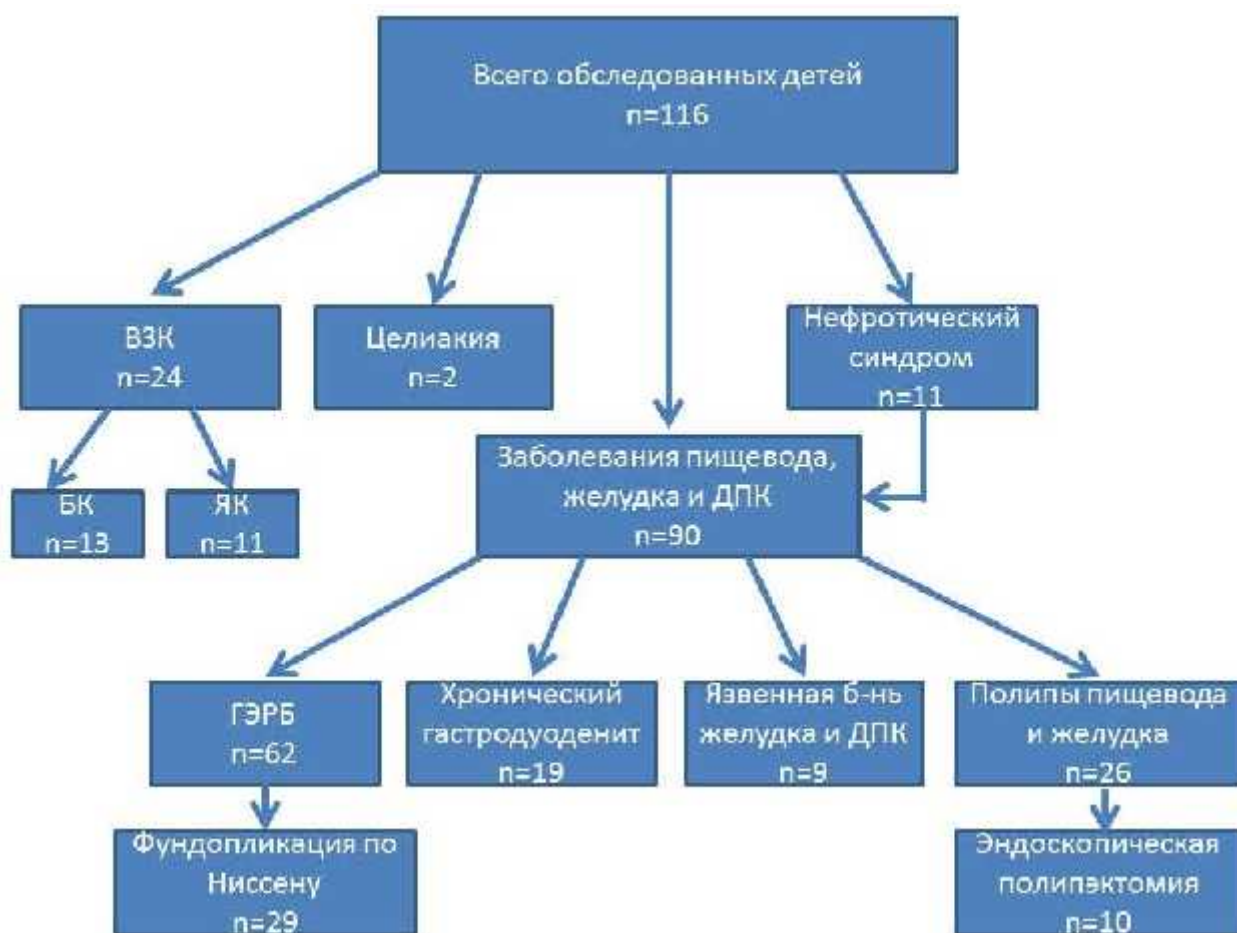 Всего обследованных детей
n=116
ВЗК
n=24
Целиакия
n=2
Нефротический
синдром
n=11
БК
n=13
ЯК
n=11
Заболевания пищевода,
желудка и ДПК
n=90
ГЭРБ
n=62
Хронический
гастродуоденит
n=19
Язвенная б-нь
желудка и ДПК
n=9
Полипы пищевода
и желудка
n=26
Фундопликация по
Ниссену
n=29
Эндоскопическая
полипэктомия
n=10